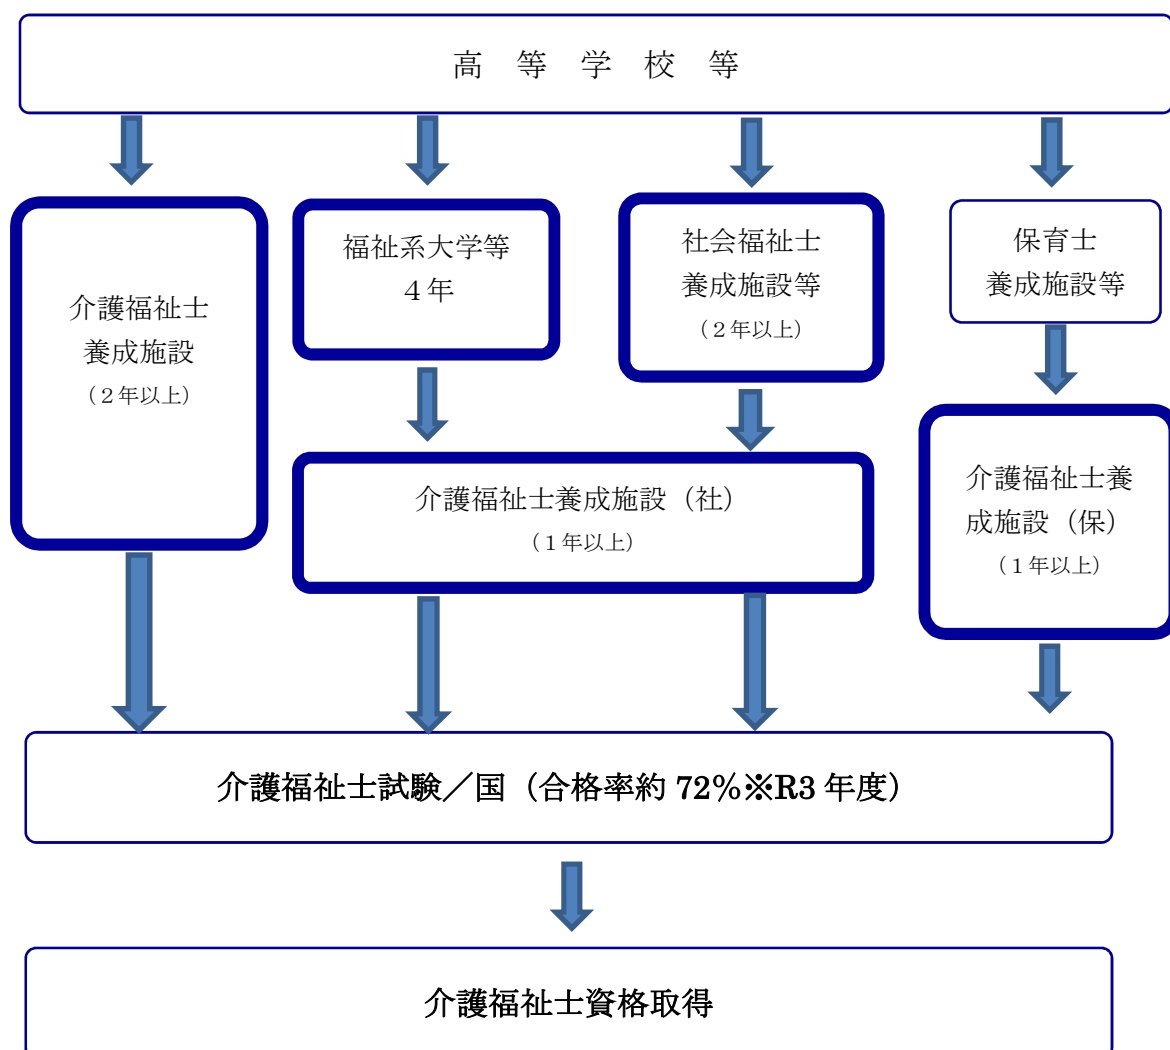 高　等　学　校　等
介護福祉士
養成施設
（２年以上）
福祉系大学等
４年
社会福祉士
養成施設等
（２年以上）
保育士
養成施設等
介護福祉士養成施設（社）
（１年以上）
介護福祉士養
成施設（保）
（１年以上）
介護福祉士試験／国（合格率約 72%※R3 年度）
介護福祉士資格取得